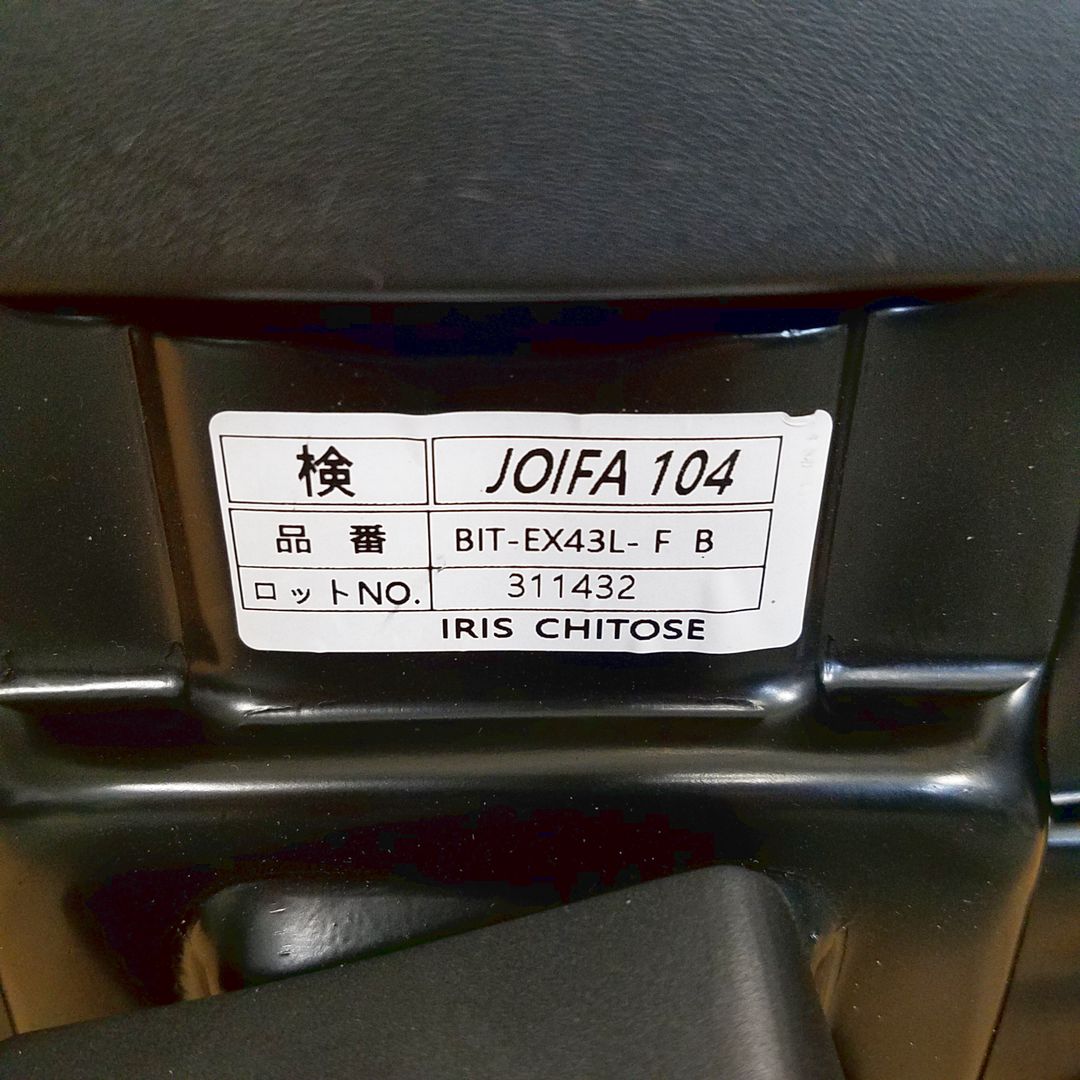 検 JOIFA 104
品 番 BIT-EX43L- F B
ロットNO. 311432
IRIS CHITOSE